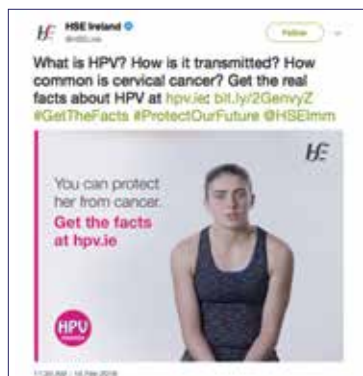 HSE Ireland
@HSELive
Follow
What is HPV? How is it transmitted? How
common is cervical cancer? Get the real
facts about HPV at hpv.ie: bit.ly/2GenvyZ
#GetTheFacts #ProtectOurFuture @HSEImm
HE
You can protect
her from cancer.
Get the facts
at hpv.ie
HPV